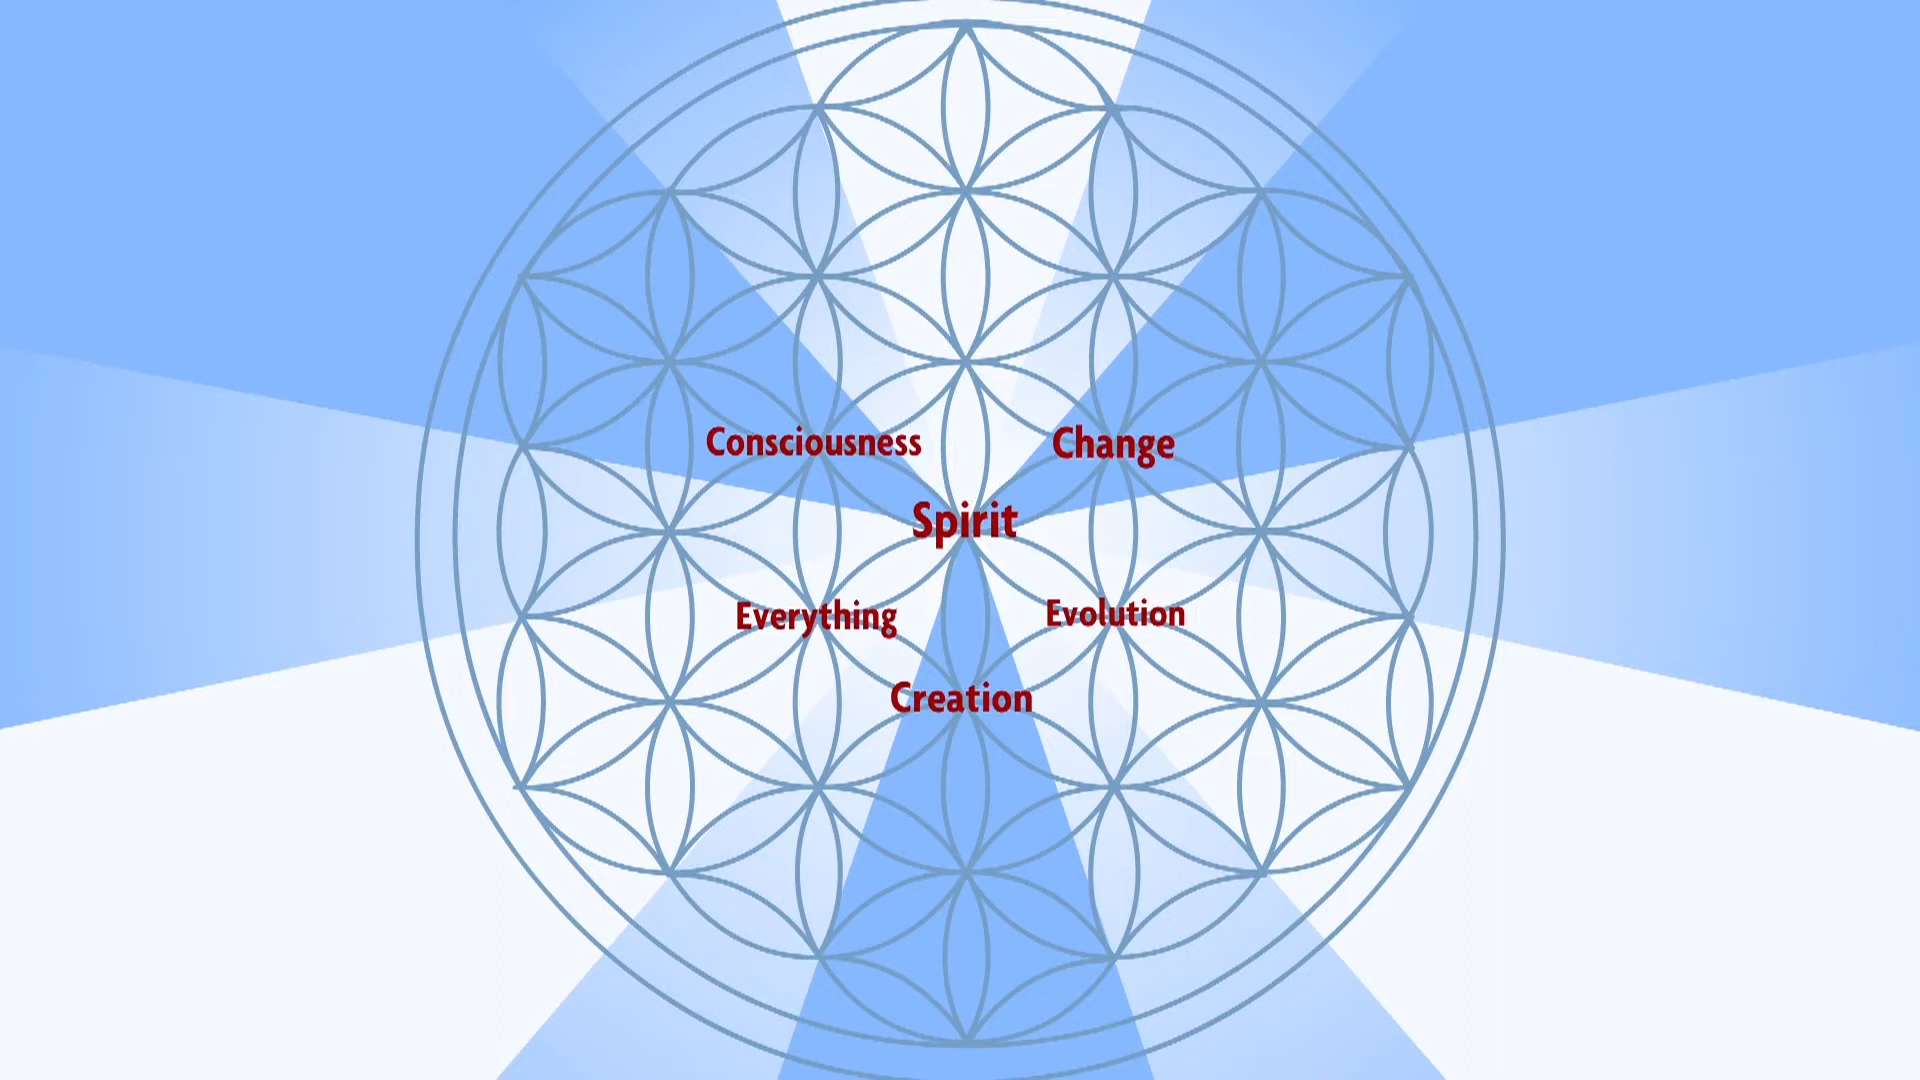 Consciousness
Change
Spirit
Everything
Evolution
Creation